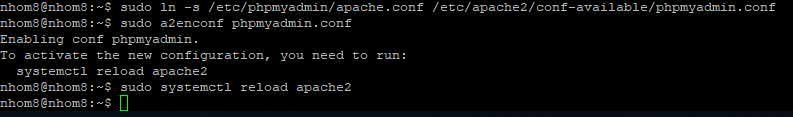 nhom8@nhom8:~$ sudo ln -s /etc/phpmyadmin/apache.conf /etc/apache2/conf-available/phpmyadmin.conf
nhom8@nhom8:~$ sudo a2enconf phpmyadmin.conf
Enabling conf phpmyadmin.
To activate the new configuration, you need to run:
  systemctl reload apache2
nhom8@nhom8:~$ sudo systemctl reload apache2
nhom8@nhom8:~$